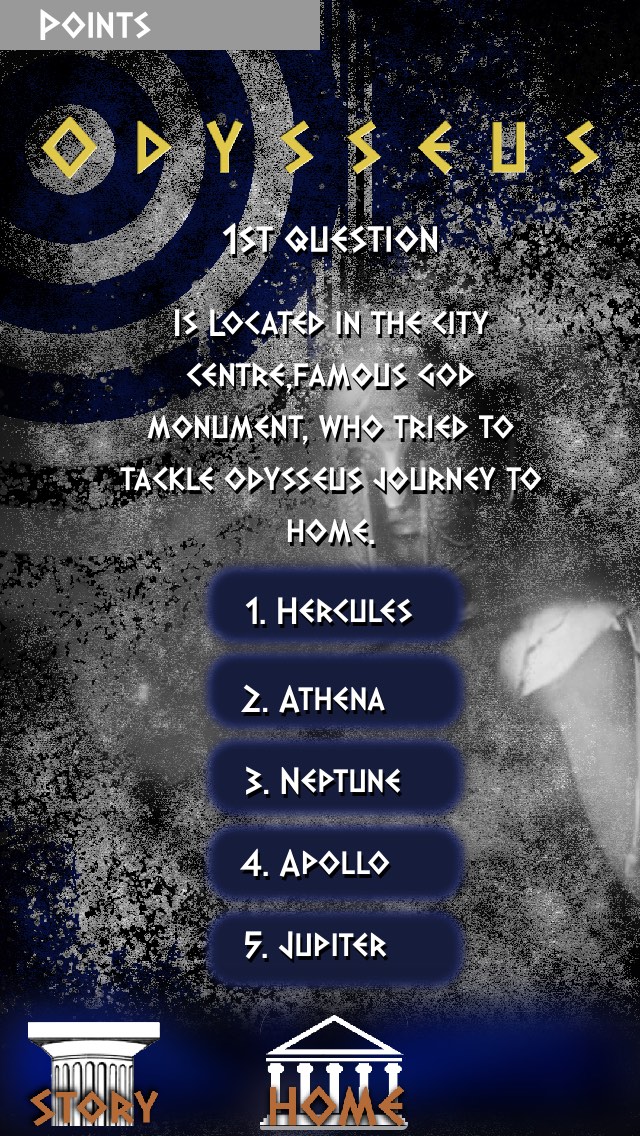 Points
Odysseus
1st question
Is Located in the city
centre,famous god
monument, who tried to
tackle Odysseus Journey to
home.
1. Hercules
2. Athena
3. Neptune
4. Apollo
5. Jupiter
Story
Home